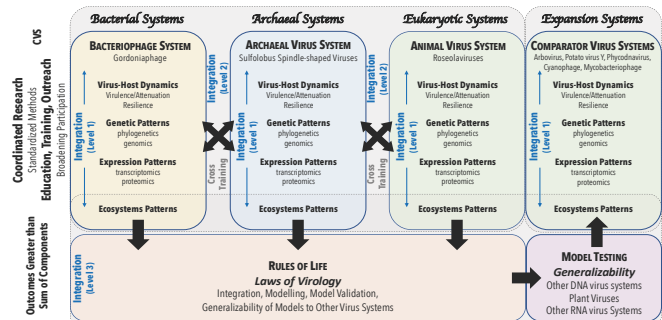 Bacterial Systems
Archaeal Systems
Eukaryotic Systems
Expansion Systems
CVS
BACTERIOPHAGE SYSTEM
Gordoniaphage
ARCHAEAL VIRUS SYSTEM
Sulfolobus Spindle-shaped Viruses
ANIMAL VIRUS SYSTEM
Roseolaviruses
COMPARATOR VIRUS SYSTEMS
Arbovirus, Potato virus Y, Phycodnavirus,
Cyanophage, Mycobacteriophage
Coordinated Research
Standardized Methods
Education, Training, Outreach
Broadening Participation
Integration
(Level 1)
Virus-Host Dynamics
Virulence/Attenuation
Resilience
Genetic Patterns
phylogenetics
genomics
Expression Patterns
transcriptomics
proteomics
Ecosystems Patterns
Integration
(Level 2)
Cross
Training
Integration
(Level 1)
Virus-Host Dynamics
Virulence/Attenuation
Resilience
Genetic Patterns
phylogenetics
genomics
Expression Patterns
transcriptomics
proteomics
Ecosystems Patterns
Integration
(Level 2)
Cross
Training
Integration
(Level 1)
Virus-Host Dynamics
Virulence/Attenuation
Resilience
Genetic Patterns
phylogenetics
genomics
Expression Patterns
transcriptomics
proteomics
Ecosystems Patterns
Integration
(Level 1)
Virus-Host Dynamics
Virulence/Attenuation
Resilience
Genetic Patterns
phylogenetics
genomics
Expression Patterns
transcriptomics
proteomics
Ecosystems Patterns
Outcomes Greater than
Sum of Components
Integration
(Level 3)
RULES OF LIFE
Laws of Virology
Integration, Modelling, Model Validation,
Generalizability of Models to Other Virus Systems
MODEL TESTING
Generalizability
Other DNA virus systems
Plant Viruses
Other RNA virus Systems